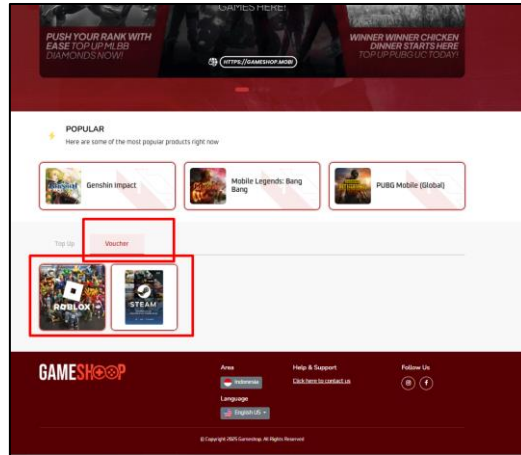 GAMES HERE!
PUSH YOUR RANK WITH
EASE TOP UP MLBB
DIAMONDS NOW!
HTTPS://GAMESHOP.MOBI
WINNER WINNER CHICKEN
DINNER STARTS HERE
TOP UP PUBG UC TODAY!
POPULAR
Here are some of the most popular products right now
Genshin Impact
Mobile Legends: Bang
Bang
PUBG Mobile (Global)
Top Up
Voucher
ROBLOX
STEAM
GAMESHOOP
Area
Indonesia
Language
English US
Help & Support
Click here to contact us
Follow Us
© Copyright 2025 Gameshop. All Rights Reserved